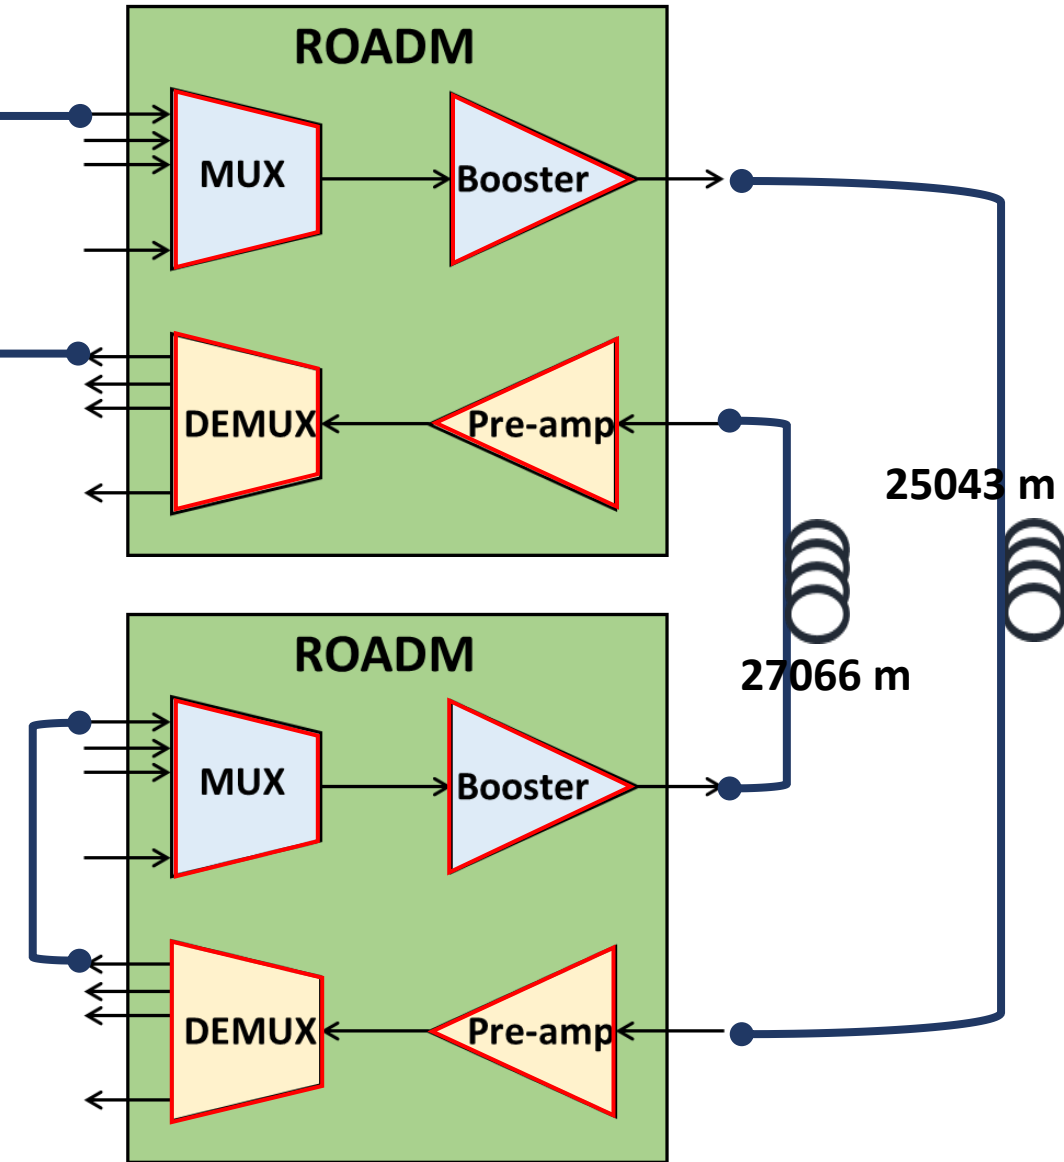 ROADM
MUX
Booster
DEMUX
Pre-amp
25043 m
27066 m
ROADM
MUX
Booster
DEMUX
Pre-amp